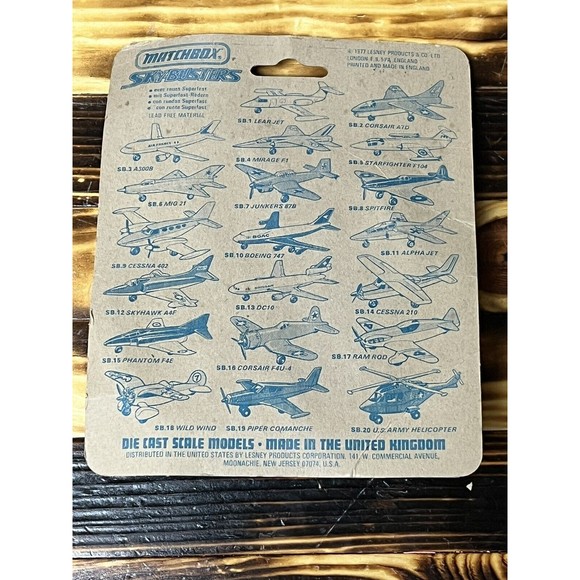 MATCHBOX
SKYBUSTERS
© 1977 LESNEY PRODUCTS & CO. LTD.
LONDON, E.9. 5PA, ENGLAND
PRINTED AND MADE IN ENGLAND
• avec roues Superfast
• mit Superfast Rädern
• con ruedas Superfast
• con ruote Superfast
LEAD FREE MATERIEL
SB.1 LEAR JET
SB.2 CORSAIR A7D
SB.3 A300B
SB.4 MIRAGE F1
SB.5 STARFIGHTER F104
SB.6 MIG 21
SB.7 JUNKERS 87B
SB.8 SPITFIRE
SB.9 CESSNA 402
BOAC
SB.10 BOEING 747
SB.11 ALPHA JET
SB.12 SKYHAWK A4F
SB.13 DC10
SB.14 CESSNA 210
SB.15 PHANTOM F4E
SB.16 CORSAIR F4U-4
SB.17 RAM ROD
7
SB.18 WILD WIND
SB.19 PIPER COMANCHE
SB.20 U.S. ARMY HELICOPTER
DIE CAST SCALE MODELS • MADE IN THE UNITED KINGDOM
DISTRIBUTED IN THE UNITED STATES BY LESNEY PRODUCTS CORPORATION, 141, W. COMMERCIAL AVENUE,
MOONACHIE, NEW JERSEY 07074, U.S.A.